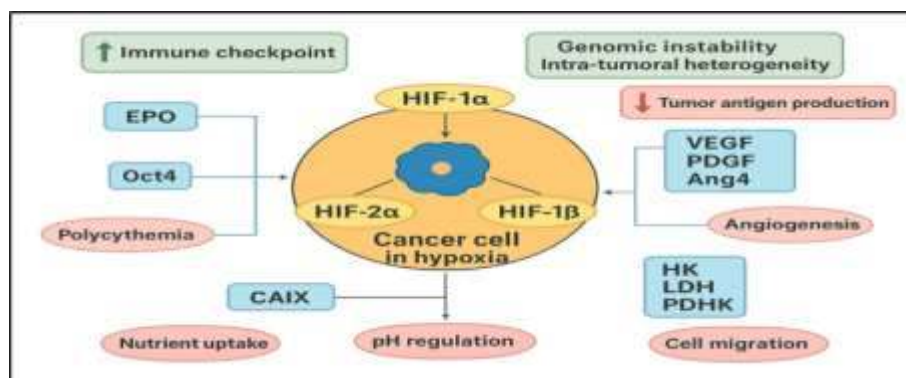 ↑ Immune checkpoint
Genomic instability
Intra-tumoral heterogeneity
HIF-1α
↓ Tumor antigen production
EPO
VEGF
PDGF
Ang4
Oct4
HIF-2α
HIF-1β
Polycythemia
Angiogenesis
Cancer cell
in hypoxia
HK
LDH
PDHK
CAIX
Nutrient uptake
pH regulation
Cell migration